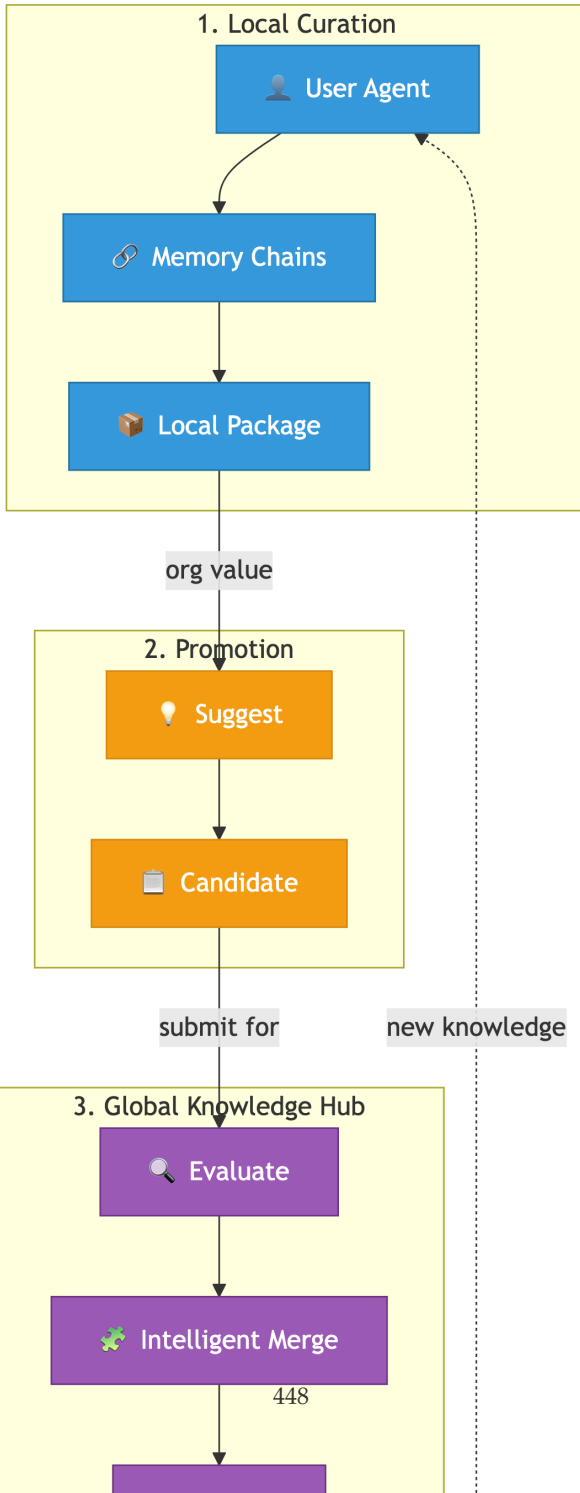 1. Local Curation
User Agent
Memory Chains
Local Package
org value
2. Promotion
Suggest
Candidate
submit for
new knowledge
3. Global Knowledge Hub
Evaluate
Intelligent Merge
448